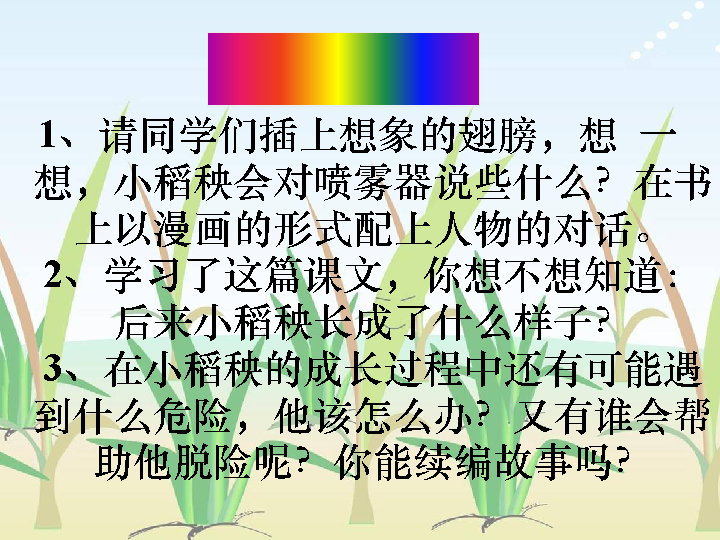 1、请同学们插上想象的翅膀，想 一
想，小稻秧会对喷雾器说些什么？在书
上以漫画的形式配上人物的对话。
2、学习了这篇课文，你想不想知道：
后来小稻秧长成了什么样子？
3、在小稻秧的成长过程中还有可能遇
到什么危险，他该怎么办？又有谁会帮
助他脱险呢？你能续编故事吗？